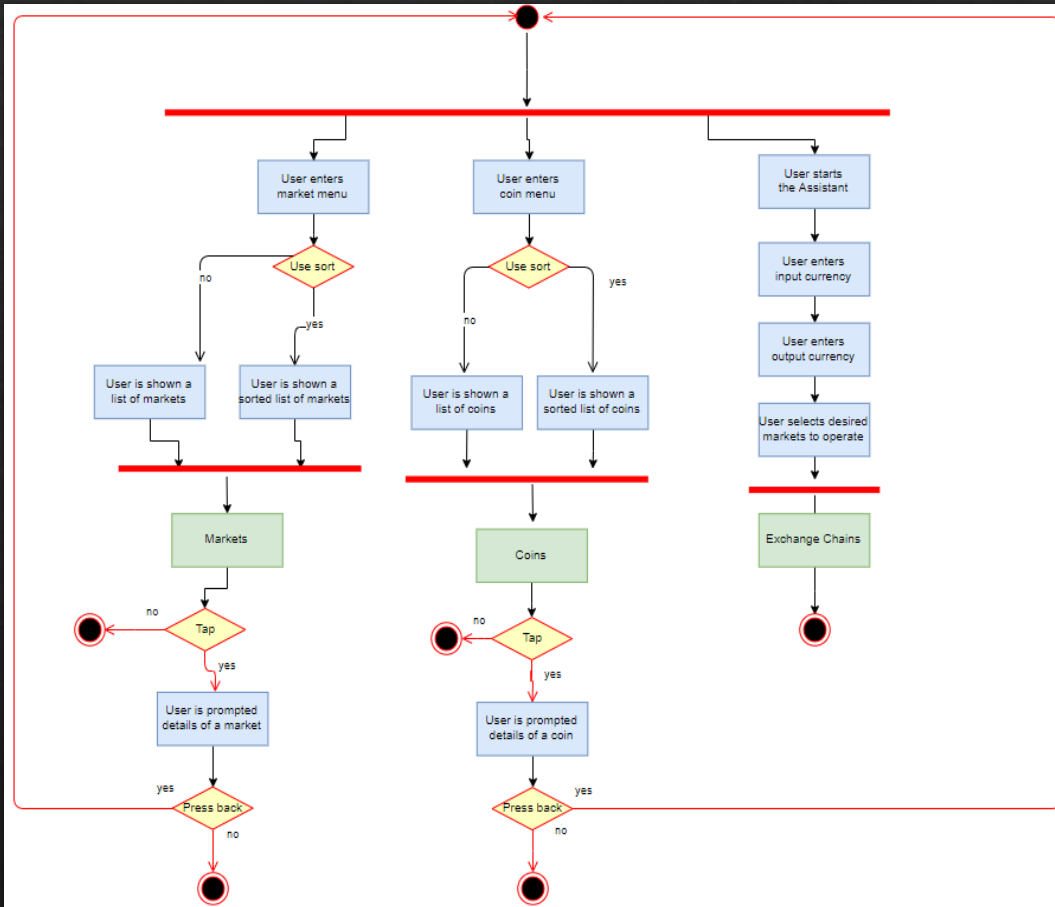 User enters
market menu
User enters
coin menu
User starts
the Assistant
Use sort
no
yes
Use sort
no
yes
User enters
input currency
User enters
output currency
User is shown a
list of markets
User is shown a
sorted list of markets
User is shown a
list of coins
User is shown a
sorted list of coins
User selects desired
markets to operate
Markets
Coins
Exchange Chains
no
Tap
yes
no
Tap
yes
User is prompted
details of a market
User is prompted
details of a coin
yes
Press back
no
Press back
yes
no